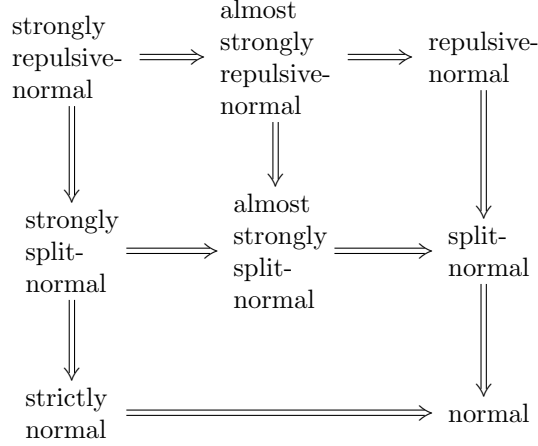 strongly
repulsive-
normal
almost
strongly
repulsive-
normal
repulsive-
normal
strongly
split-
normal
almost
strongly
split-
normal
split-
normal
strictly
normal
normal